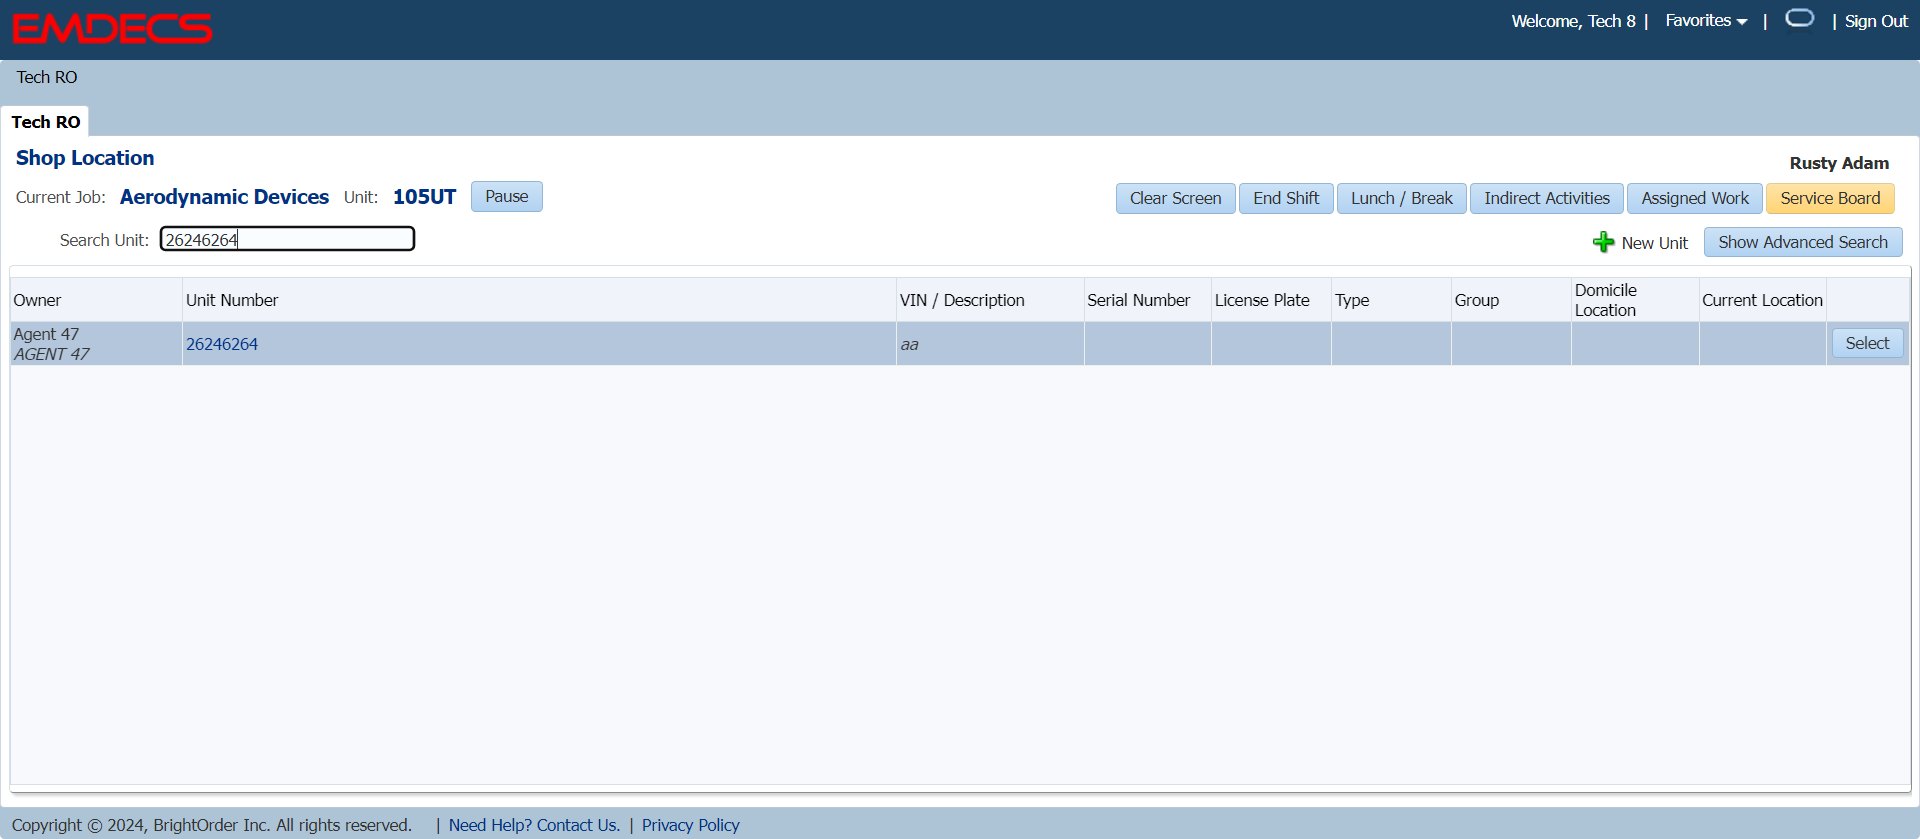 EMDECS
Welcome, Tech 8 | Favorites | | Sign Out
Tech RO
Tech RO
Shop Location
Rusty Adam
Current Job: Aerodynamic Devices Unit: 105UT Pause
Clear Screen End Shift Lunch / Break Indirect Activities Assigned Work Service Board
Search Unit: 26246264
New Unit Show Advanced Search
Owner Unit Number VIN / Description Serial Number License Plate Type Group Domicile Location Current Location
Agent 47
AGENT 47
26246264 aa Select
Copyright © 2024, BrightOrder Inc. All rights reserved. | Need Help? Contact Us. | Privacy Policy